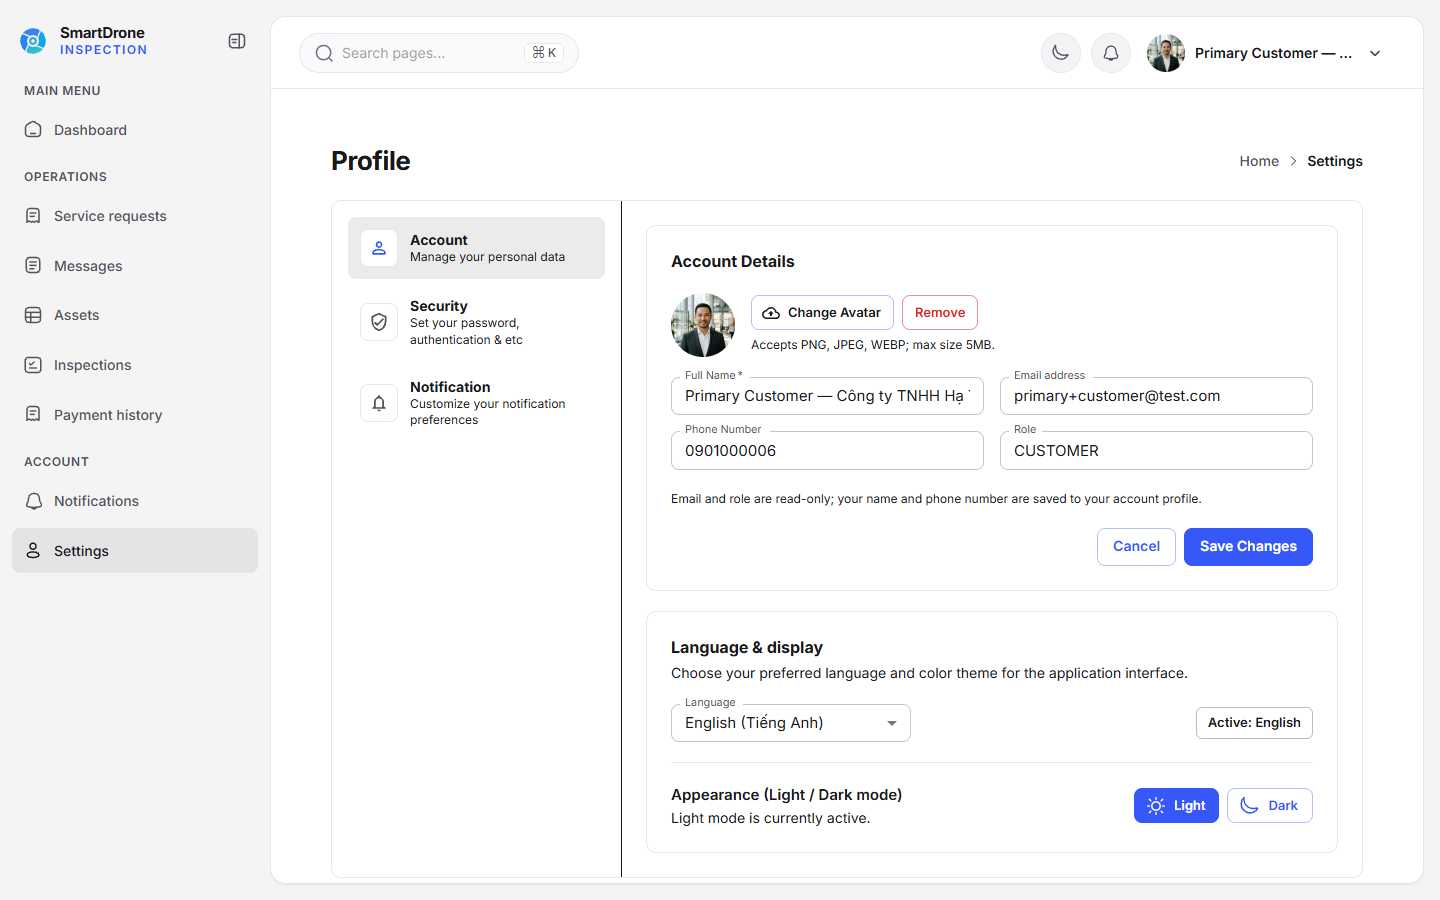 SmartDrone
INSPECTION
MAIN MENU
Dashboard
OPERATIONS
Service requests
Messages
Assets
Inspections
Payment history
ACCOUNT
Notifications
Settings
Search pages...
⌘ K
Primary Customer — ...
Profile
Home > Settings
Account
Manage your personal data
Security
Set your password,
authentication & etc
Notification
Customize your notification
preferences
Account Details
Change Avatar
Remove
Accepts PNG, JPEG, WEBP; max size 5MB.
Full Name *
Primary Customer — Công ty TNHH Hạ
Email address
primary+customer@test.com
Phone Number
0901000006
Role
CUSTOMER
Email and role are read-only; your name and phone number are saved to your account profile.
Cancel
Save Changes
Language & display
Choose your preferred language and color theme for the application interface.
Language
English (Tiếng Anh)
Active: English
Appearance (Light / Dark mode)
Light mode is currently active.
Light
Dark